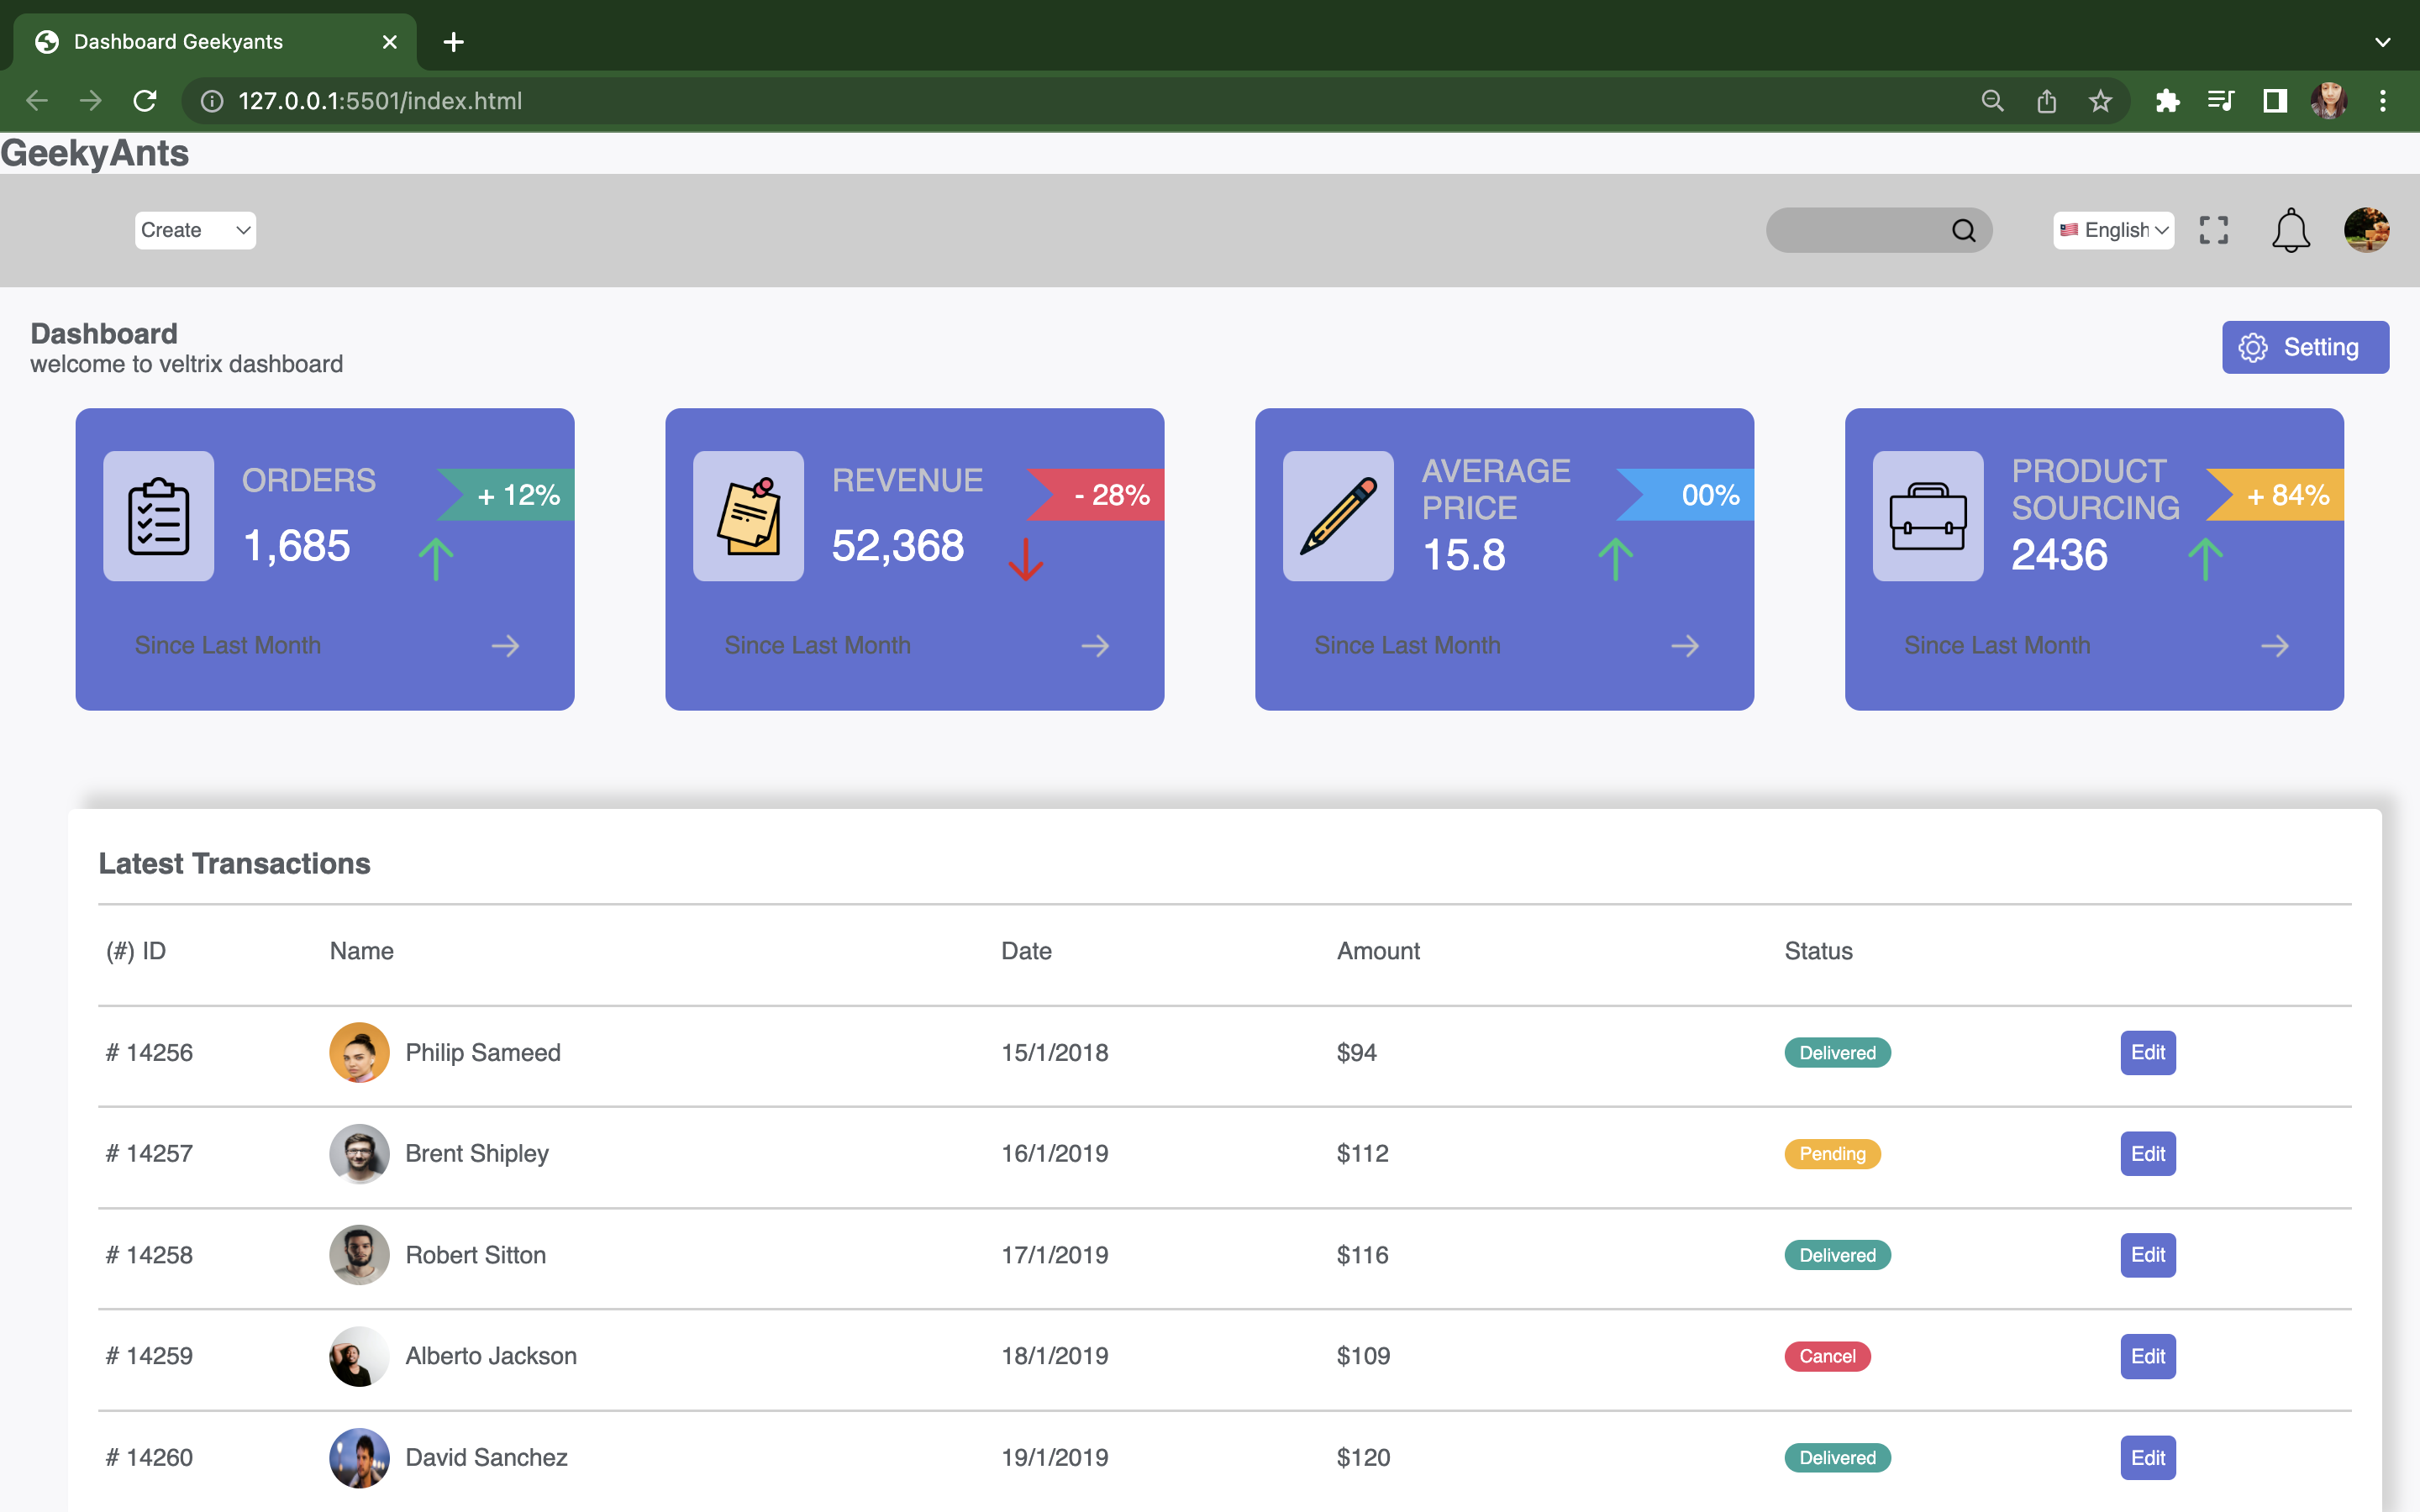 Dashboard Geekyants
127.0.0.1:5501/index.html
GeekyAnts
Create
English
Dashboard
welcome to veltrix dashboard
Setting
ORDERS
+ 12%
1,685
Since Last Month
REVENUE
- 28%
52,368
Since Last Month
AVERAGE
PRICE
00%
15.8
Since Last Month
PRODUCT
SOURCING
+ 84%
2436
Since Last Month
Latest Transactions
(#) ID Name Date Amount Status
# 14256 Philip Sameed 15/1/2018 $94 Delivered Edit
# 14257 Brent Shipley 16/1/2019 $112 Pending Edit
# 14258 Robert Sitton 17/1/2019 $116 Delivered Edit
# 14259 Alberto Jackson 18/1/2019 $109 Cancel Edit
# 14260 David Sanchez 19/1/2019 $120 Delivered Edit